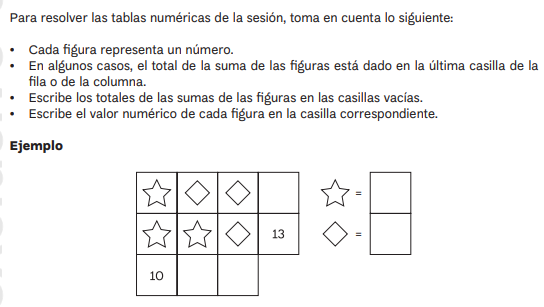 Para resolver las tablas numéricas de la sesión, toma en cuenta lo siguiente:
• Cada figura representa un número.
• En algunos casos, el total de la suma de las figuras está dado en la última casilla de la
fila o de la columna.
• Escribe los totales de las sumas de las figuras en las casillas vacías.
• Escribe el valor numérico de cada figura en la casilla correspondiente.
Ejemplo
=
13 =
10